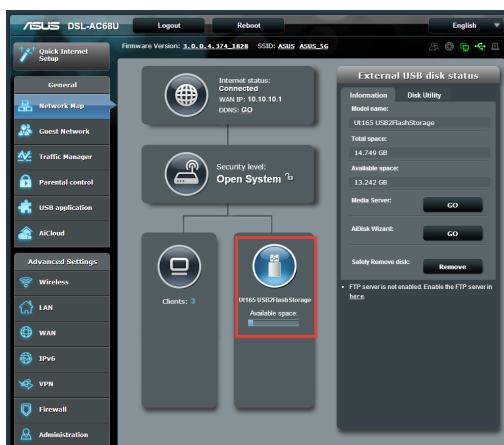 ASUS DSL-AC68U
Logout
Reboot
English
Quick Internet
Setup
Firmware Version: 3.0.0.4.374_1828 SSID: ASUS ASUS_5G
General
Network Map
Guest Network
Traffic Manager
Parental control
USB application
AiCloud
Advanced Settings
Wireless
LAN
WAN
IPv6
VPN
Firewall
Administration
Internet status:
Connected
WAN IP: 10.10.10.1
DDNS: GO
Security level:
Open System
Clients: 3
Ut165 USB2FlashStorage
Available space:
External USB disk status
Information
Disk Utility
Model name:
Ut165 USB2FlashStorage
Total space:
14.749 GB
Available space:
13.242 GB
Media Server:
GO
AiDisk Wizard:
GO
Safely Remove disk:
Remove
FTP server is not enabled. Enable the FTP server in
here.